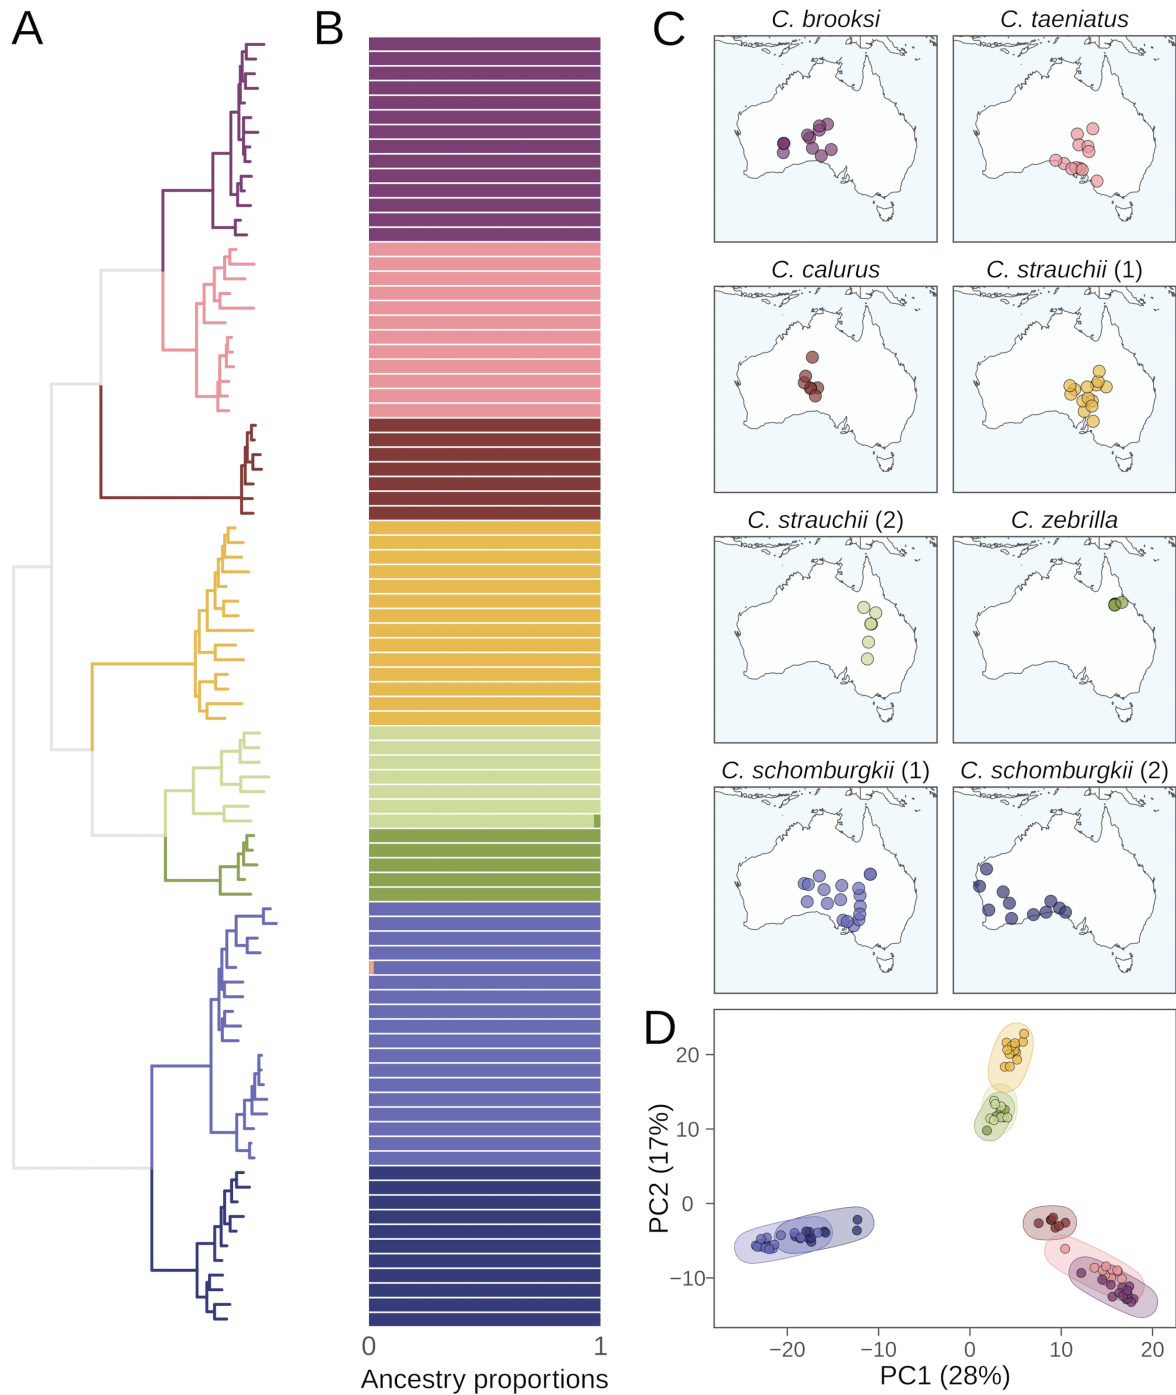 A
B
C
C. brooksi
C. taeniatus
C. calurus
C. strauchii (1)
C. strauchii (2)
C. zebrilla
C. schomburgkii (1)
C. schomburgkii (2)
0
1
Ancestry proportions
D
PC2 (17%)
20
10
0
−10
−20
−10
0
10
20
PC1 (28%)